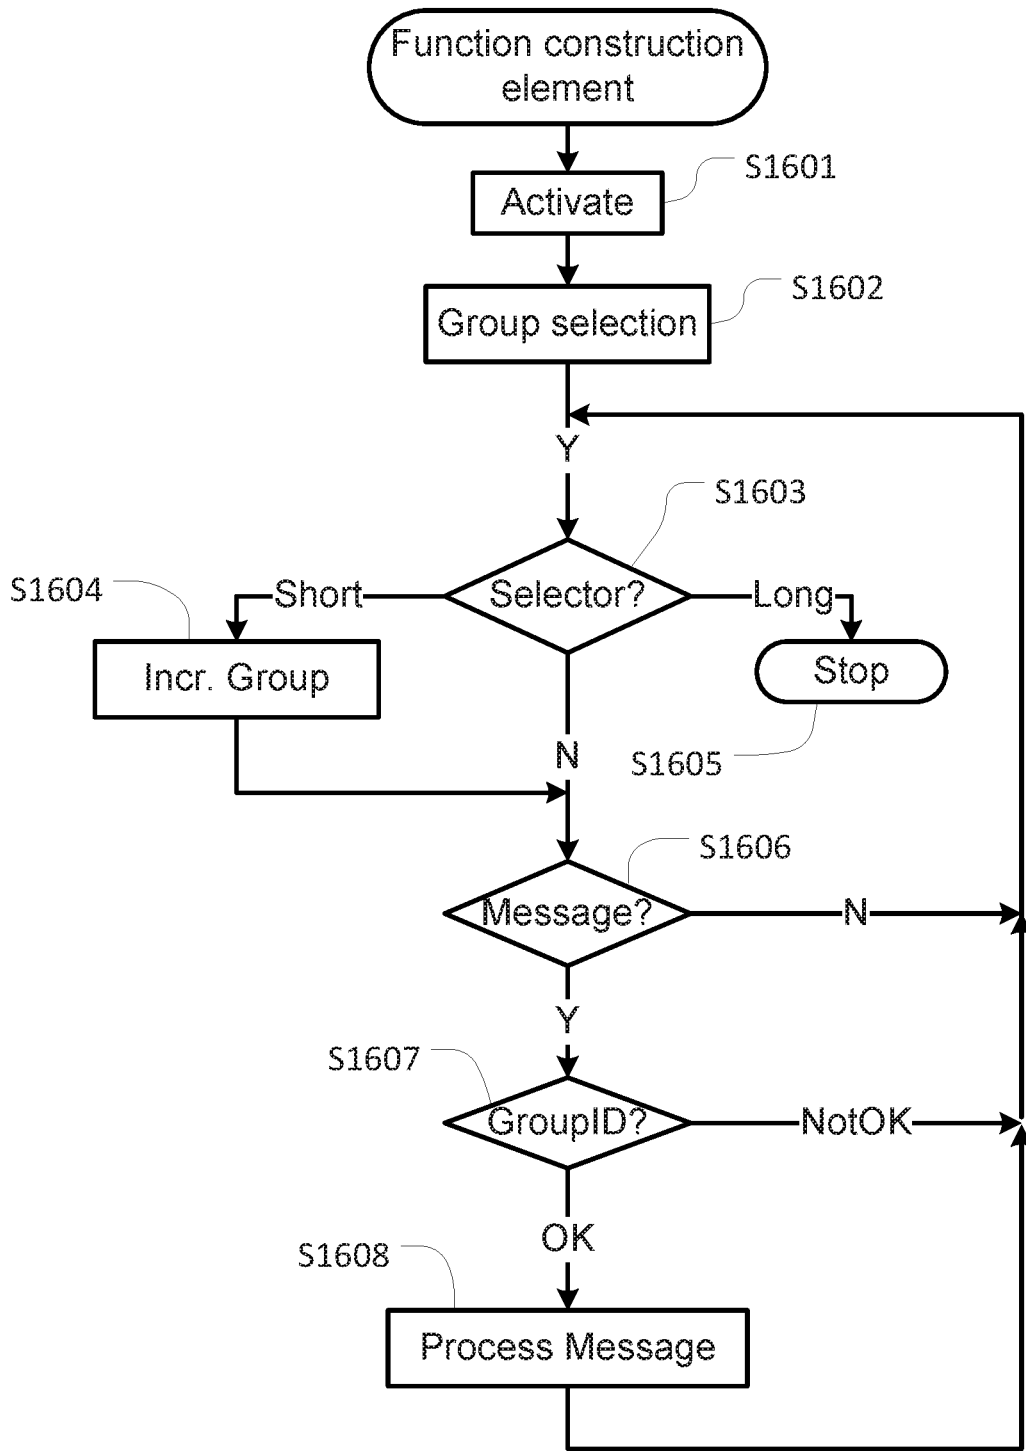 Function construction
element
S1601
Activate
S1602
Group selection
Y
S1603
S1604
Short
Selector?
Long
Incr. Group
Stop
N
S1605
S1606
Message?
N
Y
S1607
GroupID?
NotOK
OK
S1608
Process Message